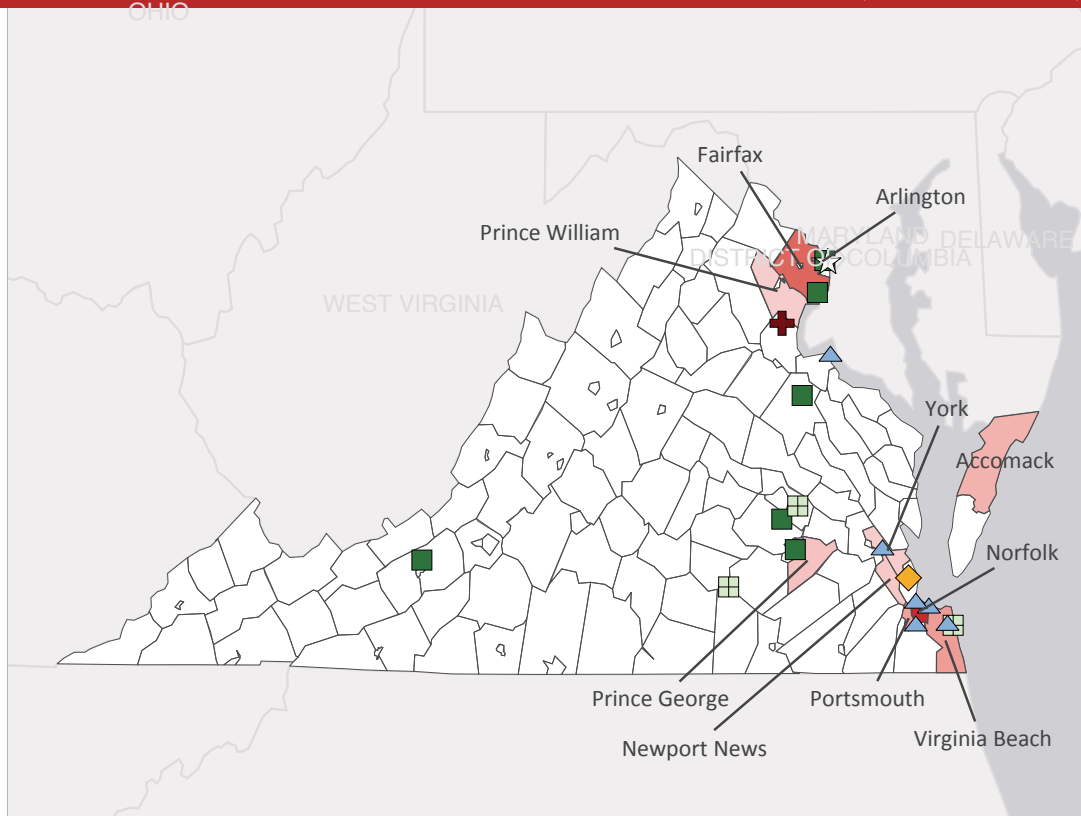 OHIO
Fairfax
Arlington
Prince William
MARYLAND
DELAWARE
DISTRICT OF COLUMBIA
WEST VIRGINIA
York
Accomack
Norfolk
Prince George
Portsmouth
Newport News
Virginia Beach